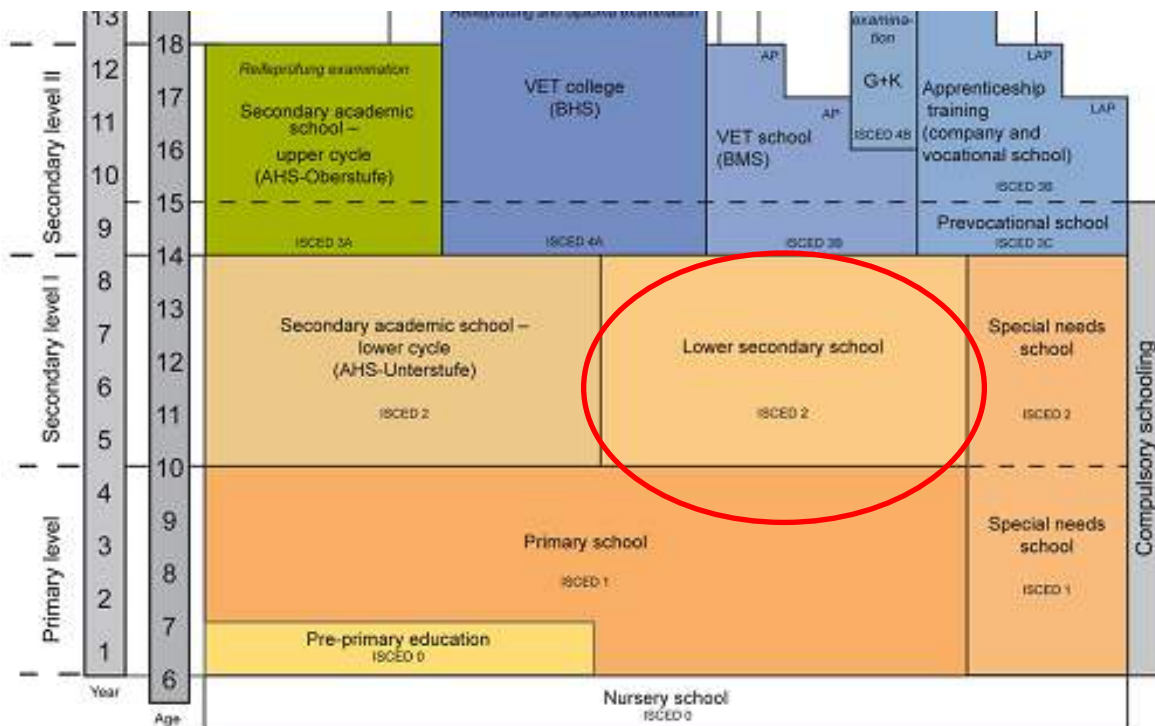 13
Reifeprüfung and diploma examination
examina-
tion
18
12
Reifeprüfung examination
AP
LAP
VET college
(BHS)
G+K
Apprenticeship
training
(company and
vocational school)
17
11
Secondary academic
school –
upper cycle
(AHS-Oberstufe)
AP
LAP
VET school
(BMS)
ISCED 4B
16
10
ISCED 3B
15
9
Prevocational school
ISCED 3A
ISCED 4A
ISCED 3B
ISCED 3C
14
Secondary level II
8
13
7
Secondary academic school –
lower cycle
(AHS-Unterstufe)
Lower secondary school
Special needs
school
12
6
ISCED 2
ISCED 2
ISCED 2
11
5
10
Secondary level I
Compulsory schooling
4
9
3
Primary school
Special needs
school
8
ISCED 1
ISCED 1
2
7
Pre-primary education
ISCED 0
1
6
Primary level
Year
Age
Nursery school
ISCED 0